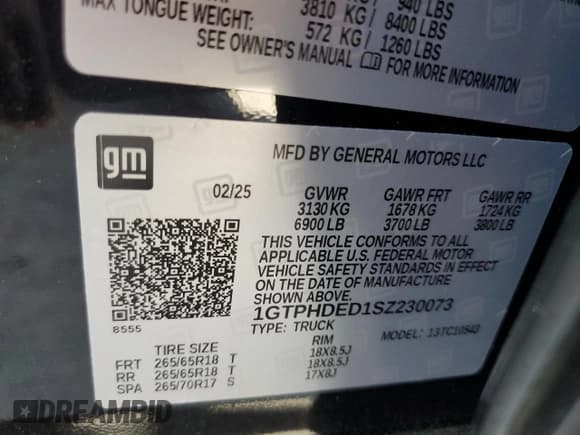 940 LBS
3810 KG / 8400 LBS
MAX TONGUE WEIGHT: 572 KG / 1260 LBS
SEE OWNER'S MANUAL FOR MORE INFORMATION
gm
MFD BY GENERAL MOTORS LLC
02/25 GVWR GAWR FRT GAWR RR
3130 KG 1678 KG 1724 KG
6900 LB 3700 LB 3800 LB
THIS VEHICLE CONFORMS TO ALL
APPLICABLE U.S. FEDERAL MOTOR
VEHICLE SAFETY STANDARDS IN EFFECT
ON THE DATE OF MANUFACTURE
SHOWN ABOVE.
8555
1GTPHDED1SZ230073
TYPE: TRUCK MODEL: 13TC10543
TIRE SIZE RIM
FRT 265/65R18 T 18X8.5J
RR 265/65R18 T 18X8.5J
SPA 265/70R17 S 17X8J
DREAMBID